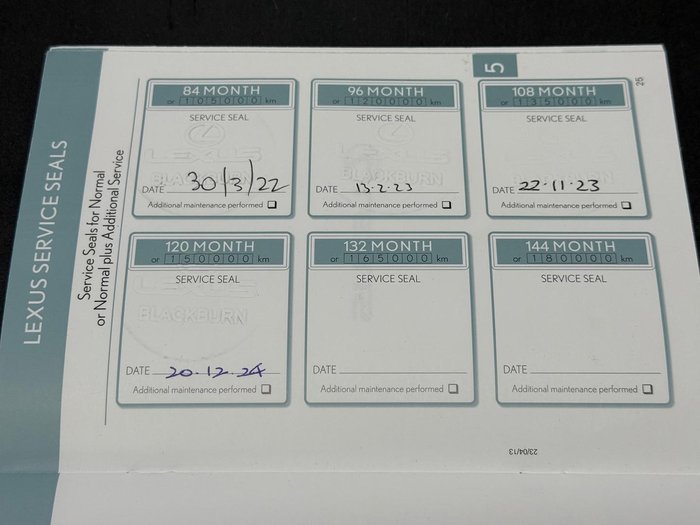 LEXUS SERVICE SEALS
Service Seals for Normal
or Normal plus Additional Service
5
25
84 MONTH
or 105000 km
SERVICE SEAL
LEXUS
BLACKBURN
DATE 30/3/22
Additional maintenance performed
96 MONTH
or 120000 km
SERVICE SEAL
LEXUS
BLACKBURN
DATE 13.2.23
Additional maintenance performed
108 MONTH
or 135000 km
SERVICE SEAL
LEXUS
BLACKBURN
DATE 22.11.23
Additional maintenance performed
120 MONTH
or 150000 km
SERVICE SEAL
LEXUS
BLACKBURN
DATE 20.12.24
Additional maintenance performed
132 MONTH
or 165000 km
SERVICE SEAL
DATE
Additional maintenance performed
144 MONTH
or 180000 km
SERVICE SEAL
DATE
Additional maintenance performed
23/04/13